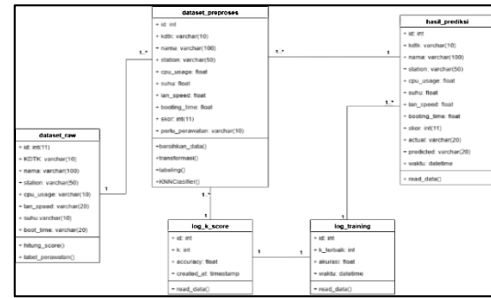 dataset_preproses
+ id: int
+ kdtk: varchar(10)
+ nama: varchar(100)
+ station: varchar(50)
+ cpu_usage: float
+ suhu: float
+ lan_speed: float
+ booting_time: float
+ skor: int(11)
+ perlu_perawatan: varchar(10)
+bersihkan_data()
+transformasi()
+labeling()
+KNNClasifier()
hasil_prediksi
+ id: int
+ kdtk: varchar(10)
+ nama: varchar(100)
+ station: varchar(50)
+ cpu_usage: float
+ suhu: float
+ lan_speed: float
+ booting_time: float
+ skor: int(11)
+ actual: varchar(20)
+ predicted: varchar(20)
+ waktu: datetime
+ read_data()
dataset_raw
+ id: int(11)
+ KDTK: varchar(10)
+ nama: varchar(100)
+ station: varchar(50)
+ cpu_usage: varchar(10)
+ lan_speed: varchar(20)
+ suhu: varchar(10)
+ boot_time: varchar(20)
+ hitung_score()
+ label_perawatan()
log_k_score
+ id: int
+ k: int
+ accuracy: float
+ created_at: timestamp
+ read_data()
log_training
+ id: int
+ k_terbaik: int
+ akurasi: float
+ waktu: datetime
+ read_data()
1..*
1..*
1
1
1
1..*
1
1
1
1